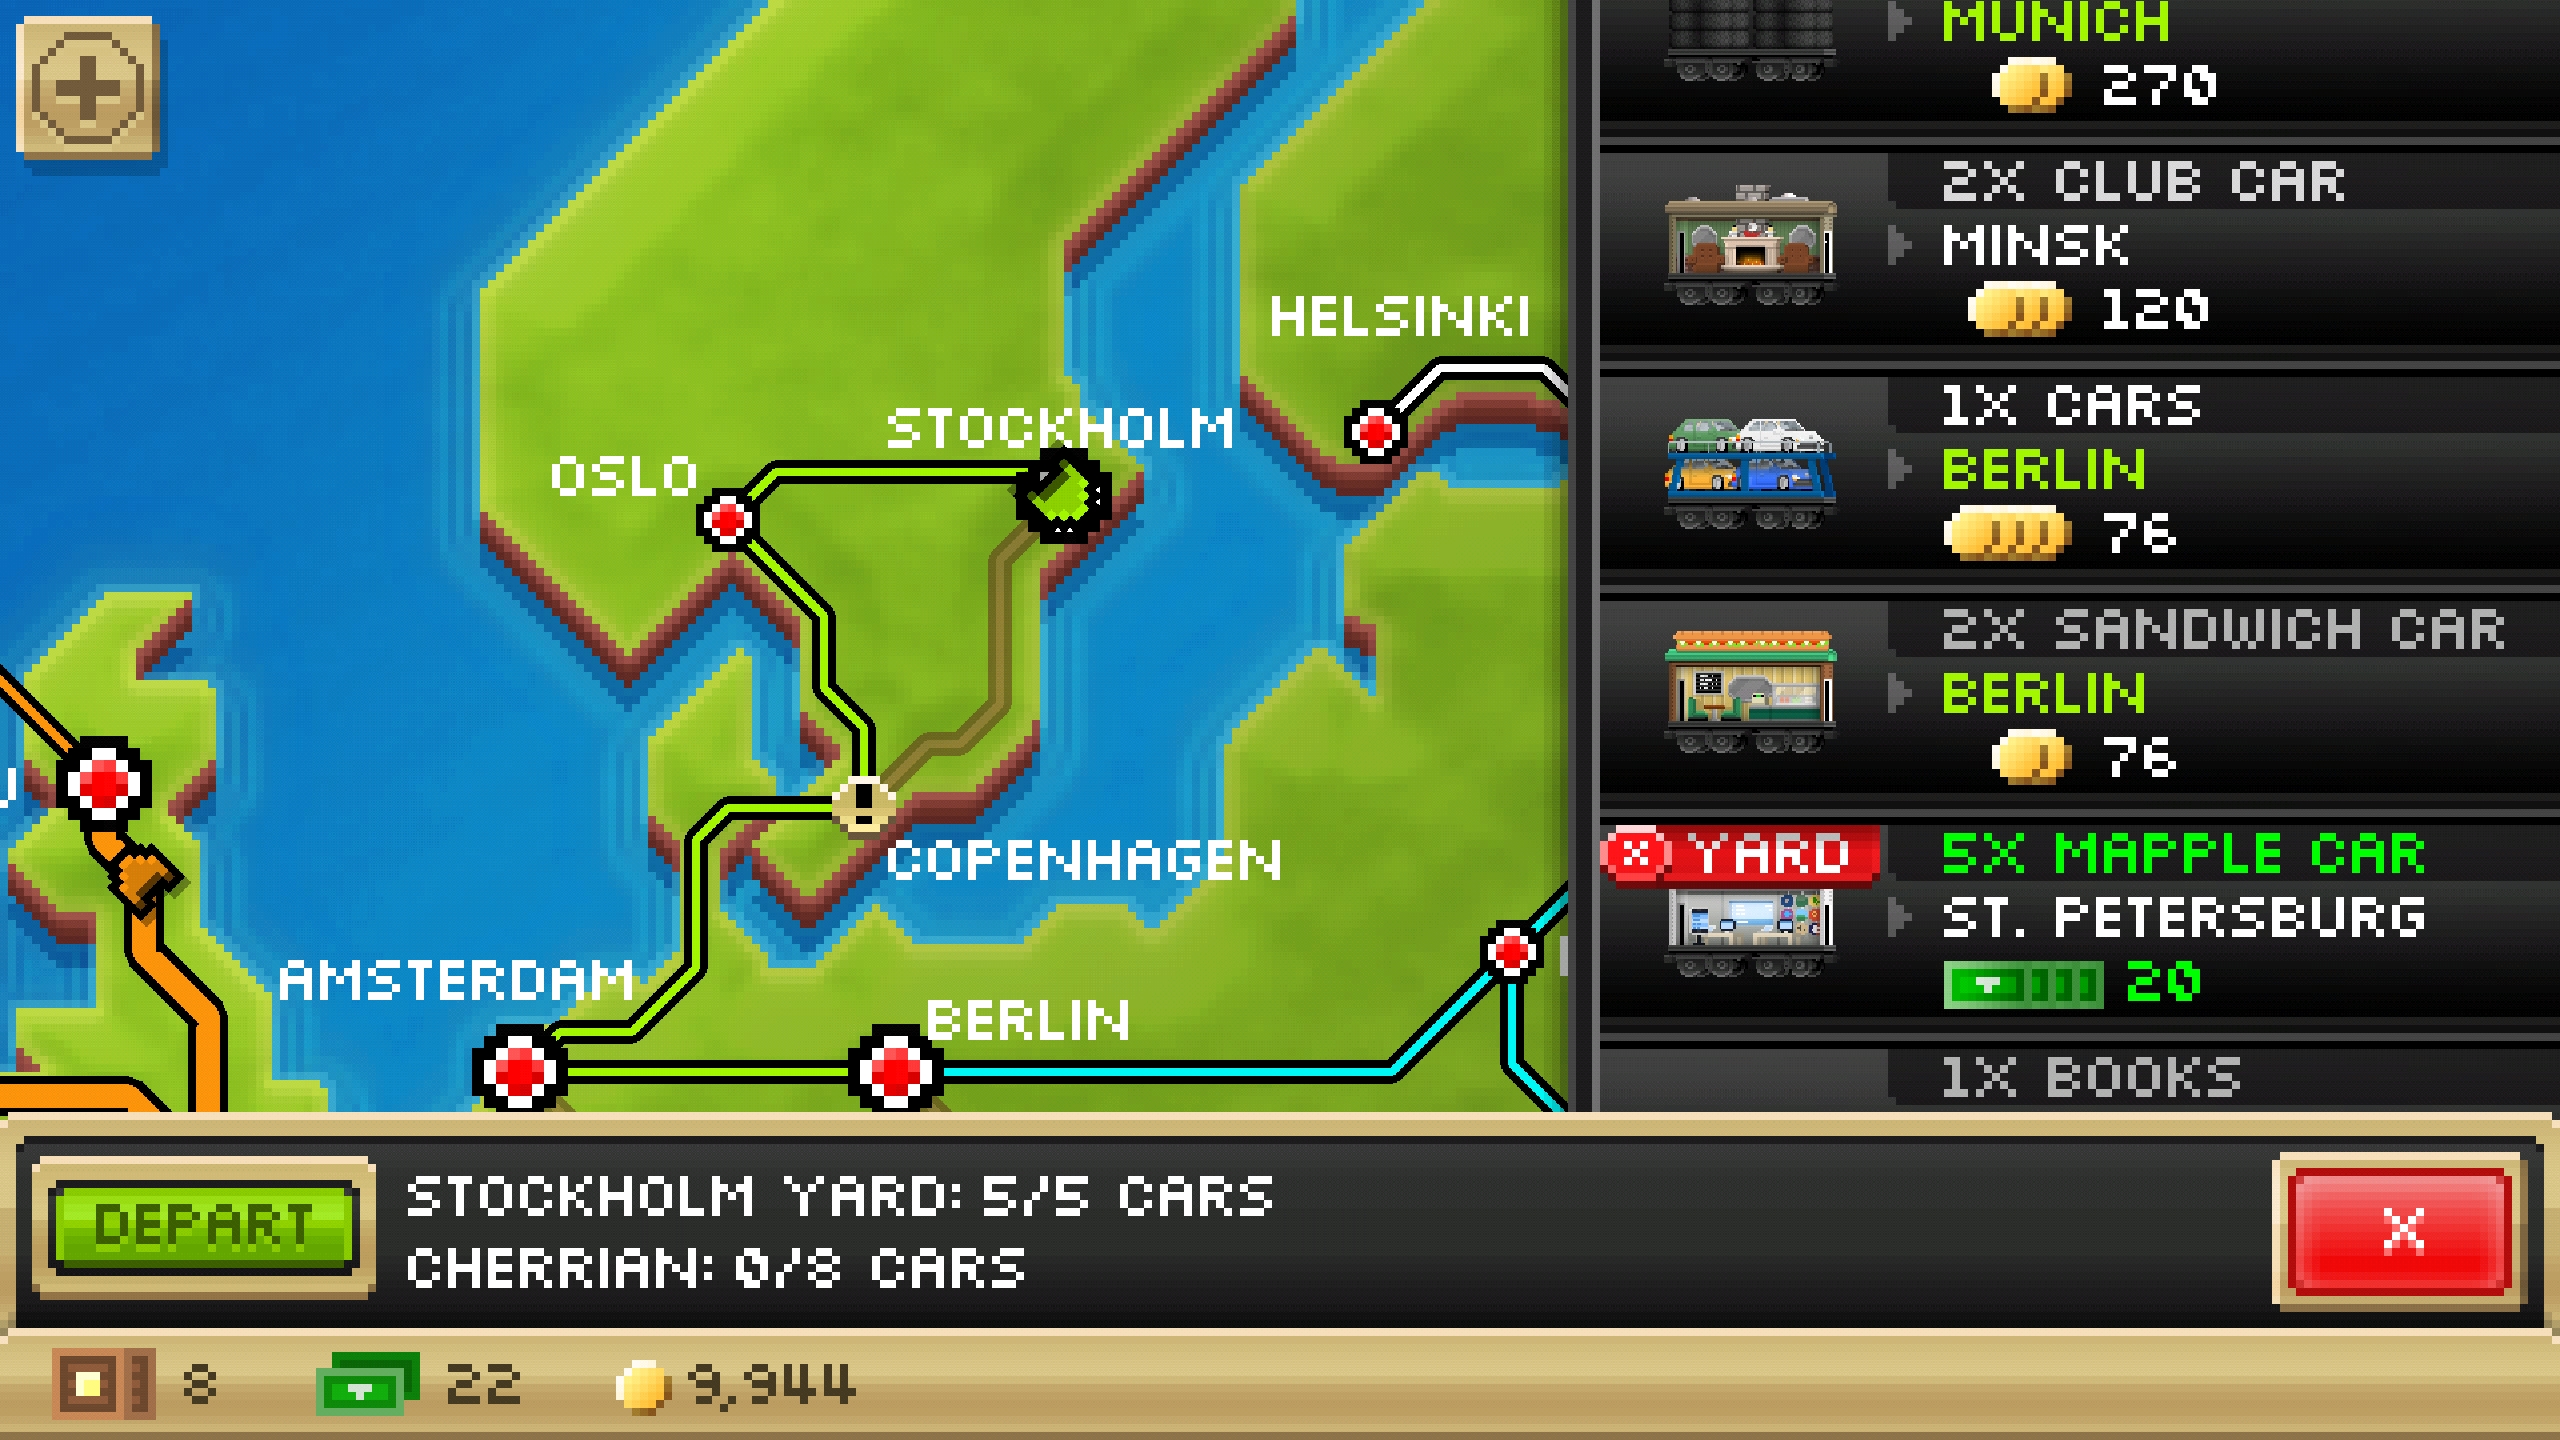 MUNICH
270
2X CLUB CAR
MINSK
120
1X CARS
BERLIN
76
2X SANDWICH CAR
BERLIN
76
YARD
5X MAPPLE CAR
ST. PETERSBURG
20
1X BOOKS
HELSINKI
STOCKHOLM
OSLO
COPENHAGEN
AMSTERDAM
BERLIN
DEPART
STOCKHOLM YARD: 5/5 CARS
CHERRIAN: 0/8 CARS
X
8
22
9,944